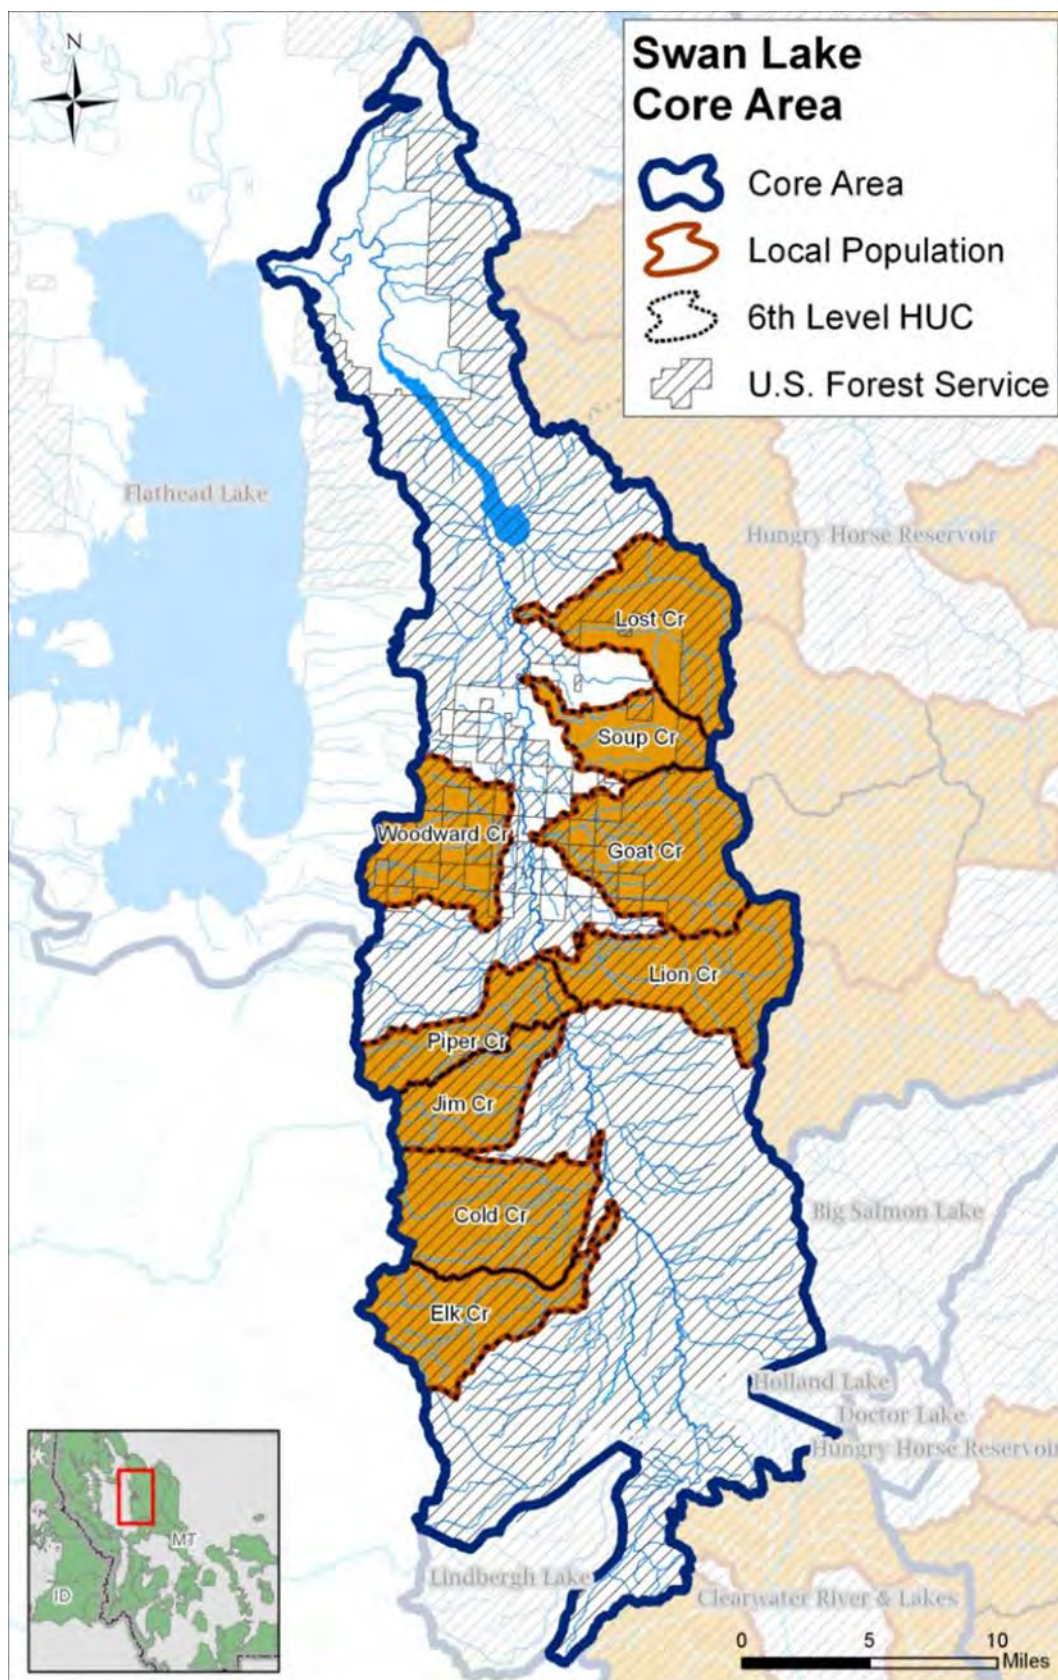 N
Swan Lake
Core Area
Core Area
Local Population
6th Level HUC
U.S. Forest Service
Flathead Lake
Hungry Horse Reservoir
Lost Cr
Soup Cr
Woodward Cr
Goat Cr
Lion Cr
Piper Cr
Jim Cr
Cold Cr
Big Salmon Lake
Elk Cr
Holland Lake
Doctor Lake
Hungry Horse Reservoir
MT
ID
Lindbergh Lake
Clearwater River & Lakes
0 5 10
Miles